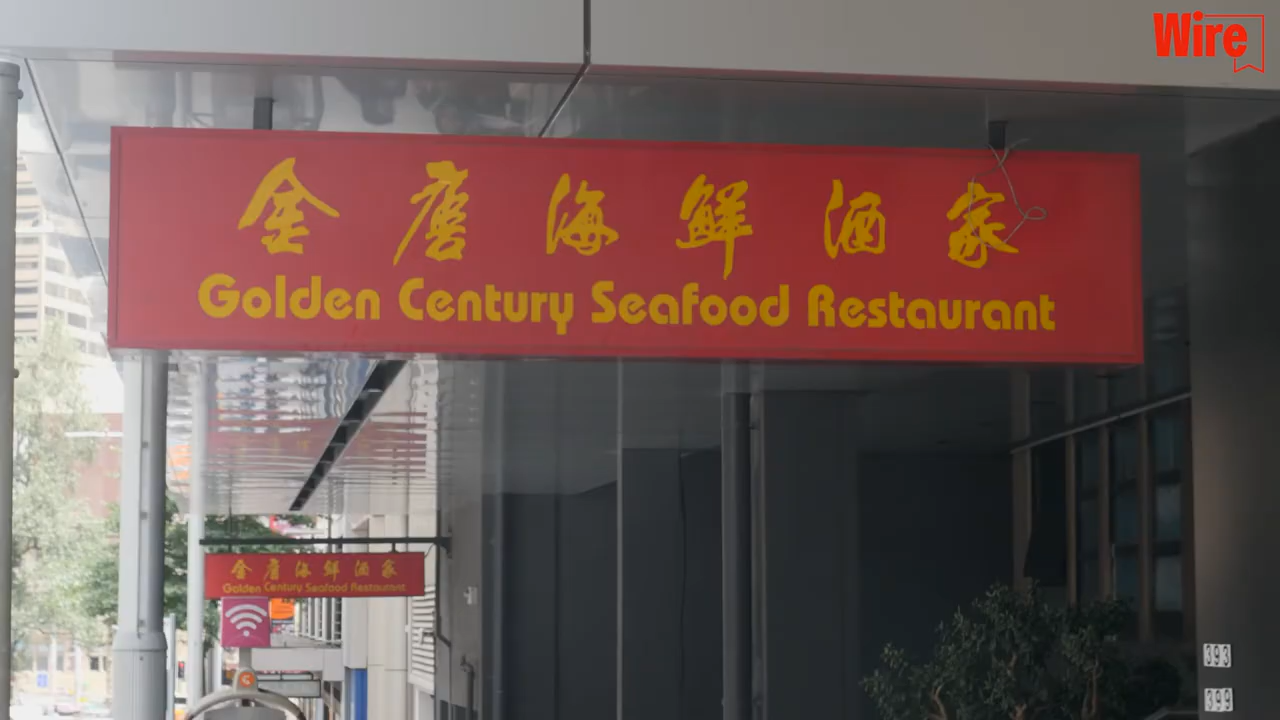 Wire
金唐海鮮酒家
Golden Century Seafood Restaurant
金唐海鮮酒家
Golden Century Seafood Restaurant
393
399